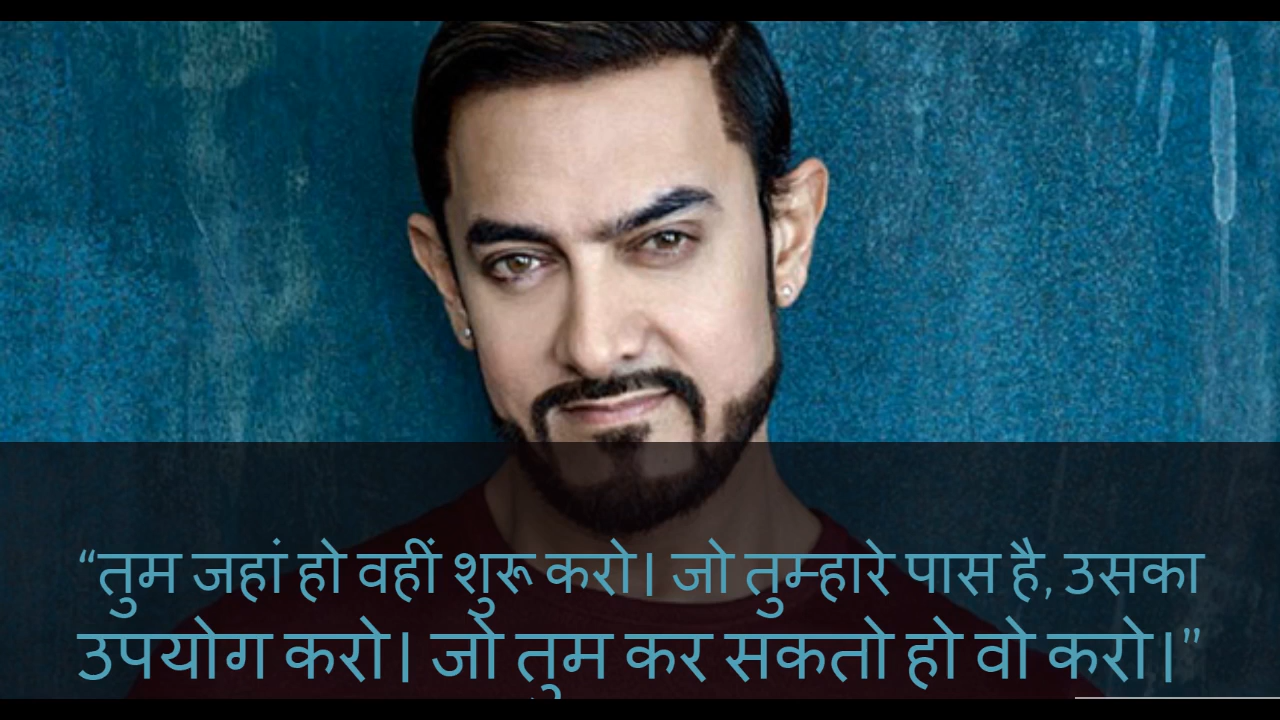 “तुम जहां हो वहीं शुरू करो। जो तुम्हारे पास है, उसका
उपयोग करो। जो तुम कर सकतो हो वो करो।”